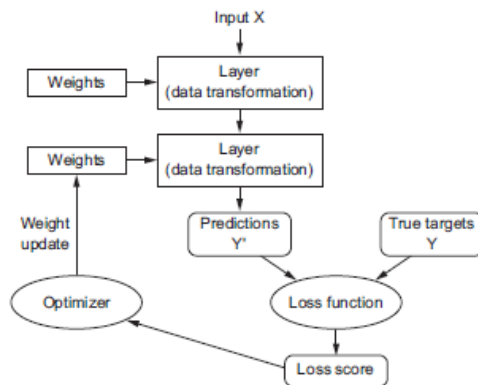 Input X
Weights
Layer
(data transformation)
Weights
Layer
(data transformation)
Weight
update
Predictions
Y'
True targets
Y
Optimizer
Loss function
Loss score